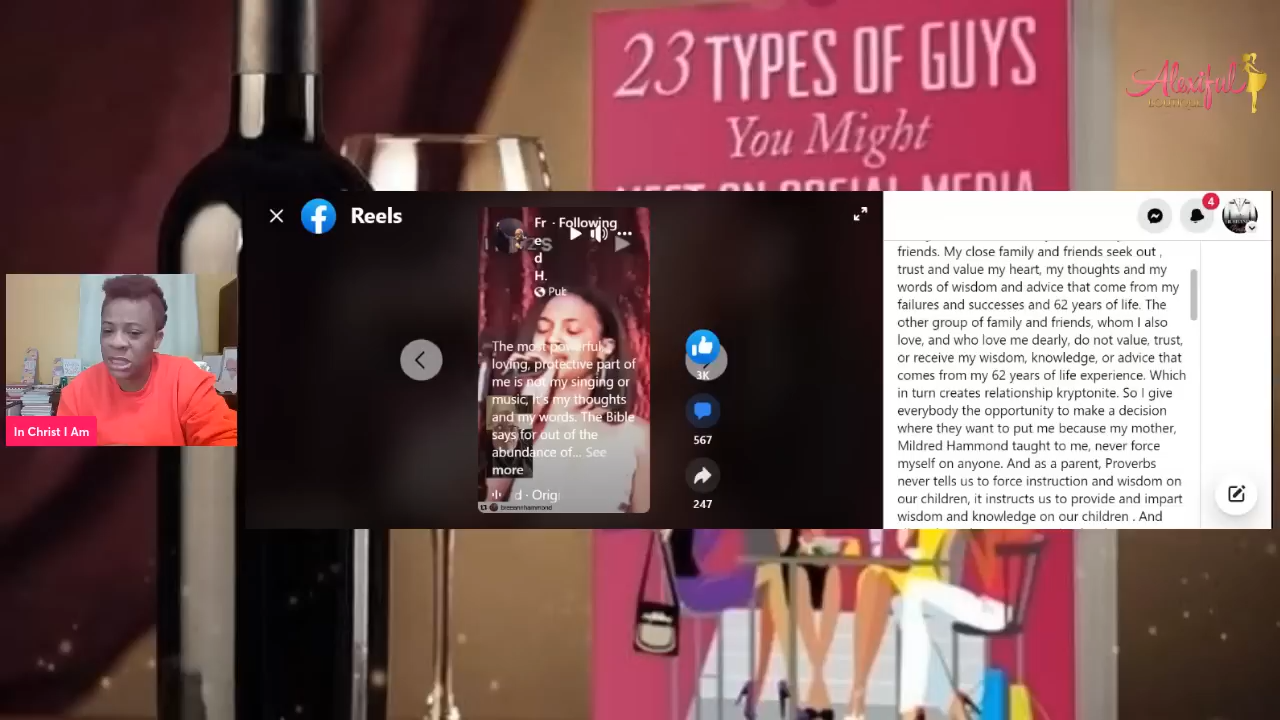 23 TYPES OF GUYS
You Might
MEET ON SOCIAL MEDIA
Alexiful
BOUTIQUE
Reels
4
Fr · Following
e
d
H.
Pub
The most powerful,
loving, protective part of
me is not my singing or
music, it's my thoughts
and my words. The Bible
says for out of the
abundance of... See
more
d · Origi
breeannhammond
3K
567
247
friends. My close family and friends seek out ,
trust and value my heart, my thoughts and my
words of wisdom and advice that come from my
failures and successes and 62 years of life. The
other group of family and friends, whom I also
love, and who love me dearly, do not value, trust,
or receive my wisdom, knowledge, or advice that
comes from my 62 years of life experience. Which
in turn creates relationship kryptonite. So I give
everybody the opportunity to make a decision
where they want to put me because my mother,
Mildred Hammond taught to me, never force
myself on anyone. And as a parent, Proverbs
never tells us to force instruction and wisdom on
our children, it instructs us to provide and impart
wisdom and knowledge on our children . And
In Christ I Am